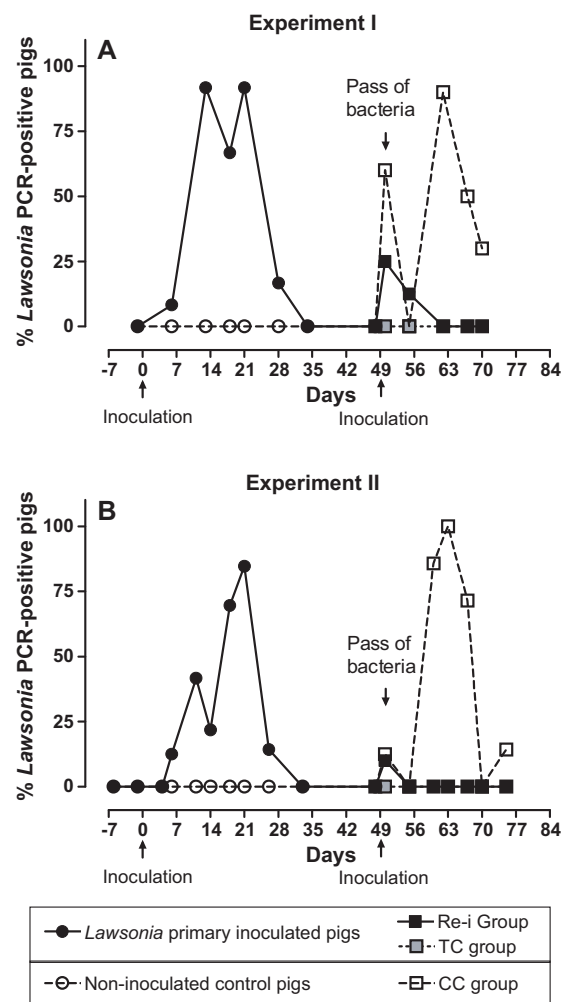 Experiment I
A
% Lawsonia PCR-positive pigs
100
75
50
25
0
Pass of
bacteria
-7 0 7 14 21 28 35 42 49 56 63 70 77 84
Days
Inoculation
Inoculation
Experiment II
B
% Lawsonia PCR-positive pigs
100
75
50
25
0
Pass of
bacteria
-7 0 7 14 21 28 35 42 49 56 63 70 77 84
Days
Inoculation
Inoculation
Lawsonia primary inoculated pigs
Re-i Group
TC group
Non-inoculated control pigs
CC group